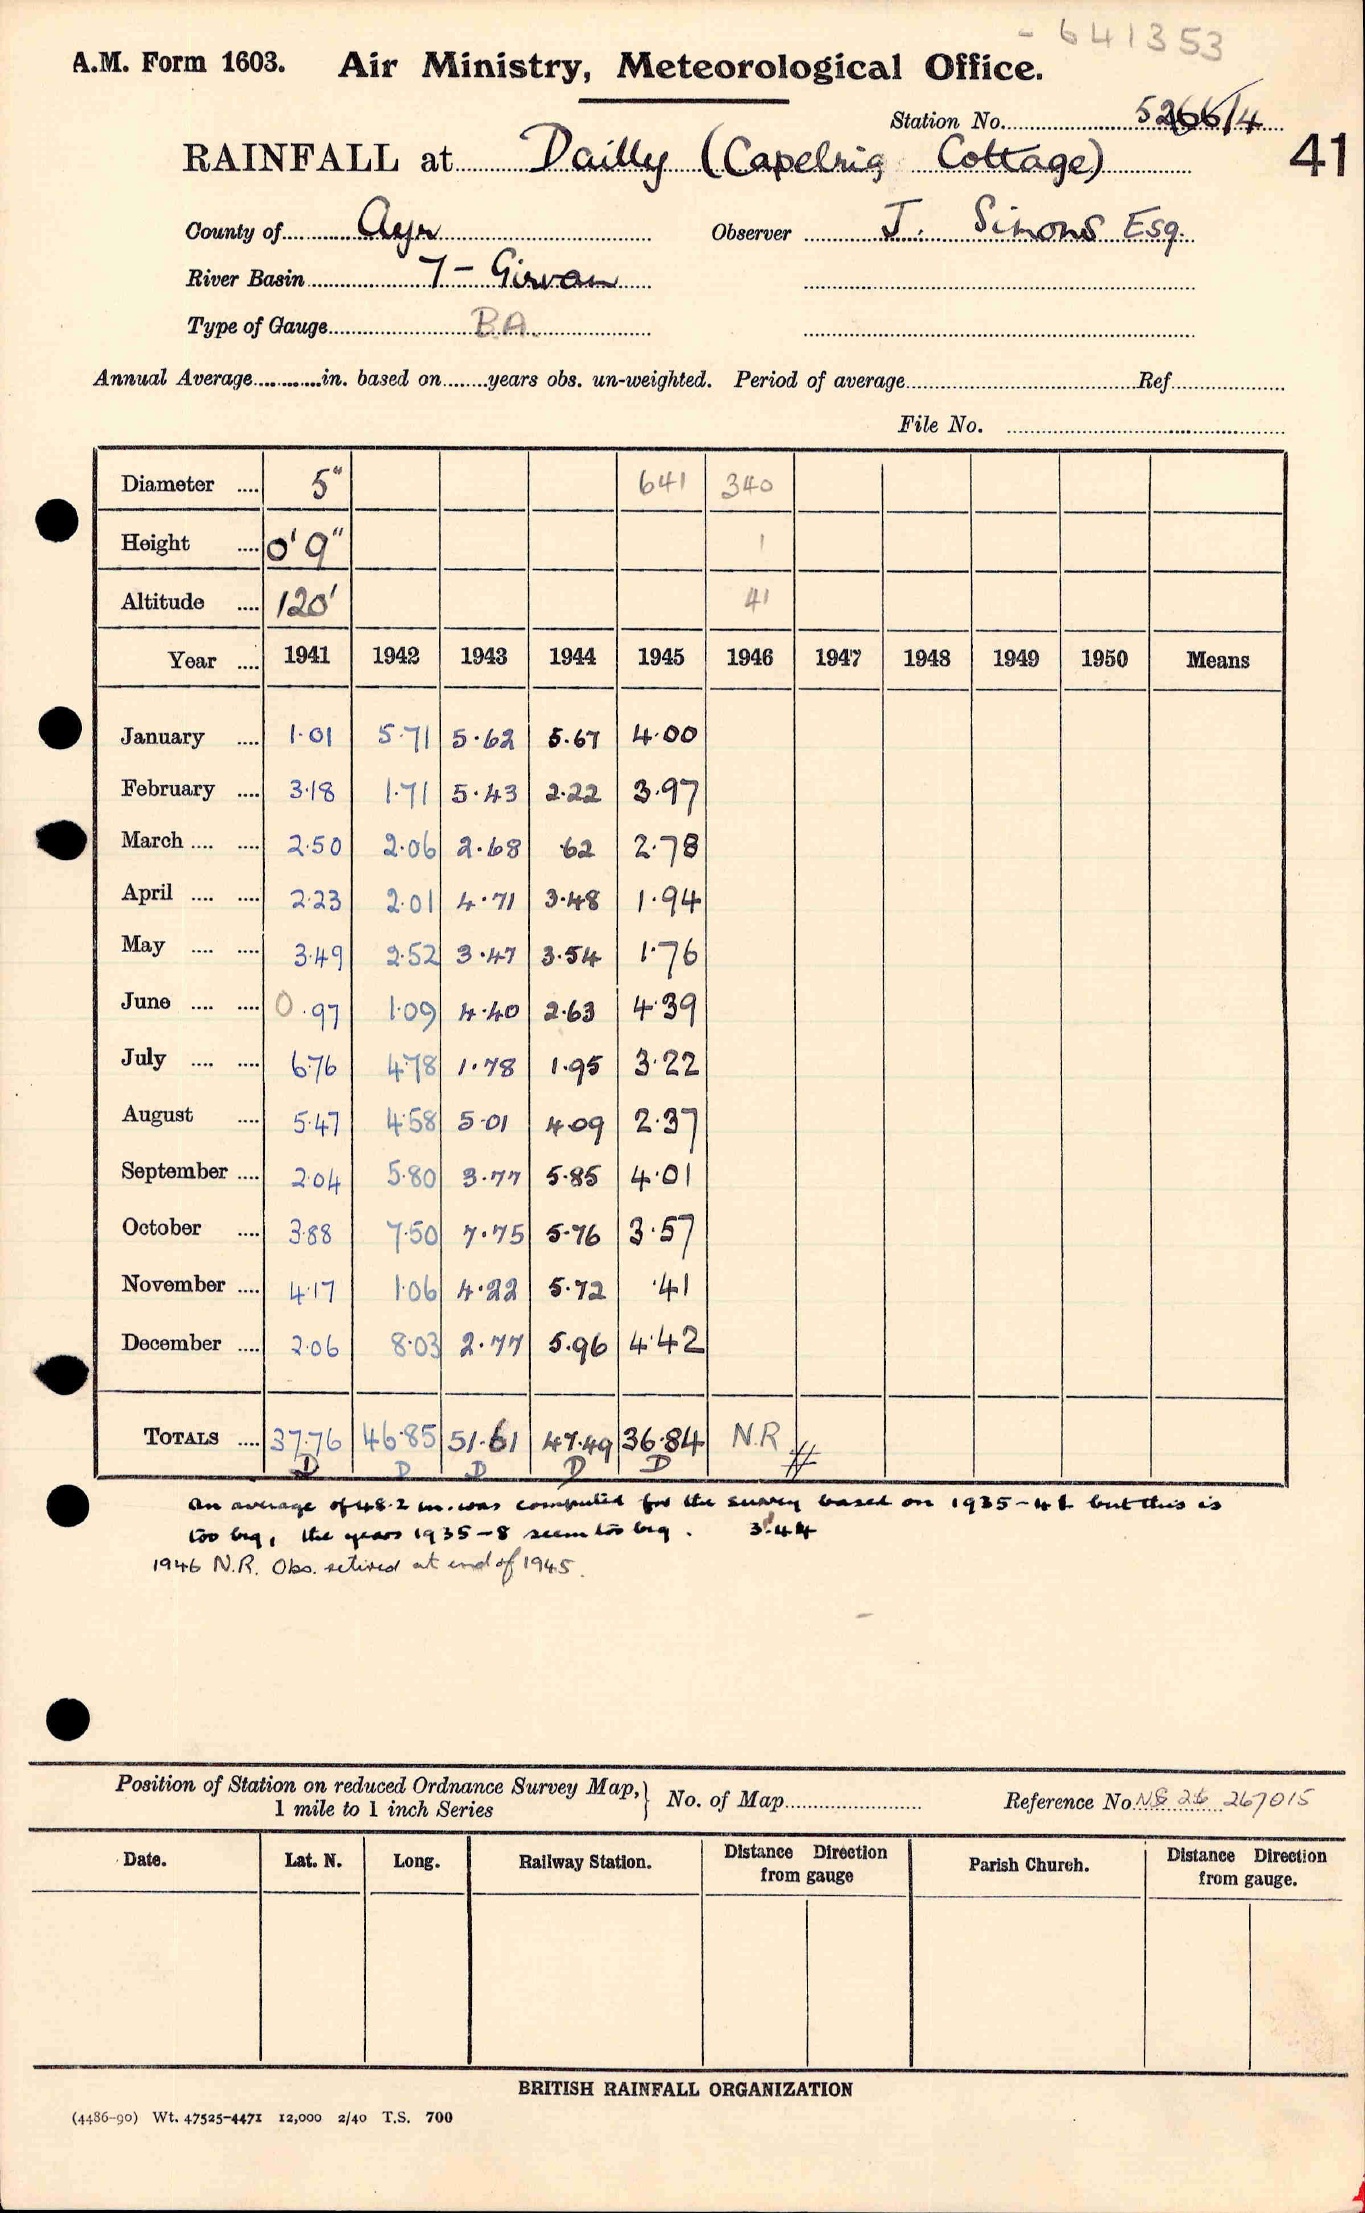 - 641353
A.M. Form 1603. Air Ministry, Meteorological Office.
Station No. 5266/4
41
RAINFALL at Dailly (Capelrig Cottage)
County of Ayr Observer J. Simons Esq.
River Basin 7 - Girvan
Type of Gauge B.A.
Annual Average in. based on years obs. un-weighted. Period of average Ref
File No.
Diameter .... 5" 641 340
Height .... 0' 9" 1
Altitude .... 120' 41
Year .... 1941 1942 1943 1944 1945 1946 1947 1948 1949 1950 Means
January .... 1.01 5.71 5.62 5.67 4.00
February .... 3.18 1.71 5.43 2.22 3.97
March .... .... 2.50 2.06 2.68 .62 2.78
April .... .... 2.23 2.01 4.71 3.48 1.94
May .... .... 3.49 2.52 3.47 3.54 1.76
June .... .... 0.97 1.09 4.40 2.63 4.39
July .... .... 6.76 4.78 1.78 1.95 3.22
August .... 5.47 4.58 5.01 4.09 2.37
September .... 2.04 5.80 3.77 5.85 4.01
October .... 3.88 7.50 7.75 5.76 3.57
November .... 4.17 1.06 4.22 5.72 .41
December .... 2.06 8.03 2.77 5.96 4.42
TOTALS .... 37.76 46.85 51.61 47.49 36.84 N.R
D D D D D
An average of 48.2 in. was computed for the survey based on 1935-41 but this is
too big, the years 1935-8 seem too big. 3.44
1946 N.R. Obs. retired at end of 1945.
Position of Station on reduced Ordnance Survey Map,
1 mile to 1 inch Series
No. of Map Reference No. NS 26 267015
Date. Lat. N. Long. Railway Station. Distance Direction from gauge Parish Church. Distance Direction from gauge.
BRITISH RAINFALL ORGANIZATION
(4486-90) Wt. 47525-4471 12,000 2/40 T.S. 700